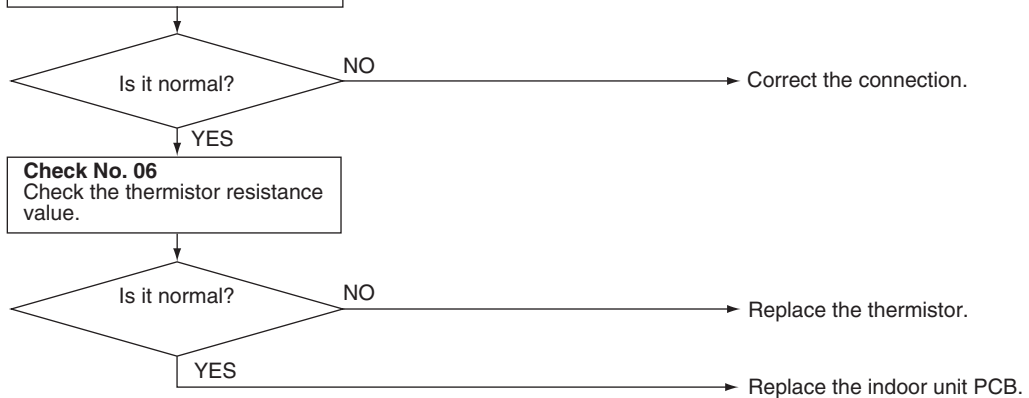 Is it normal?
NO
Correct the connection.
YES
Check No. 06
Check the thermistor resistance
value.
Is it normal?
NO
Replace the thermistor.
YES
Replace the indoor unit PCB.